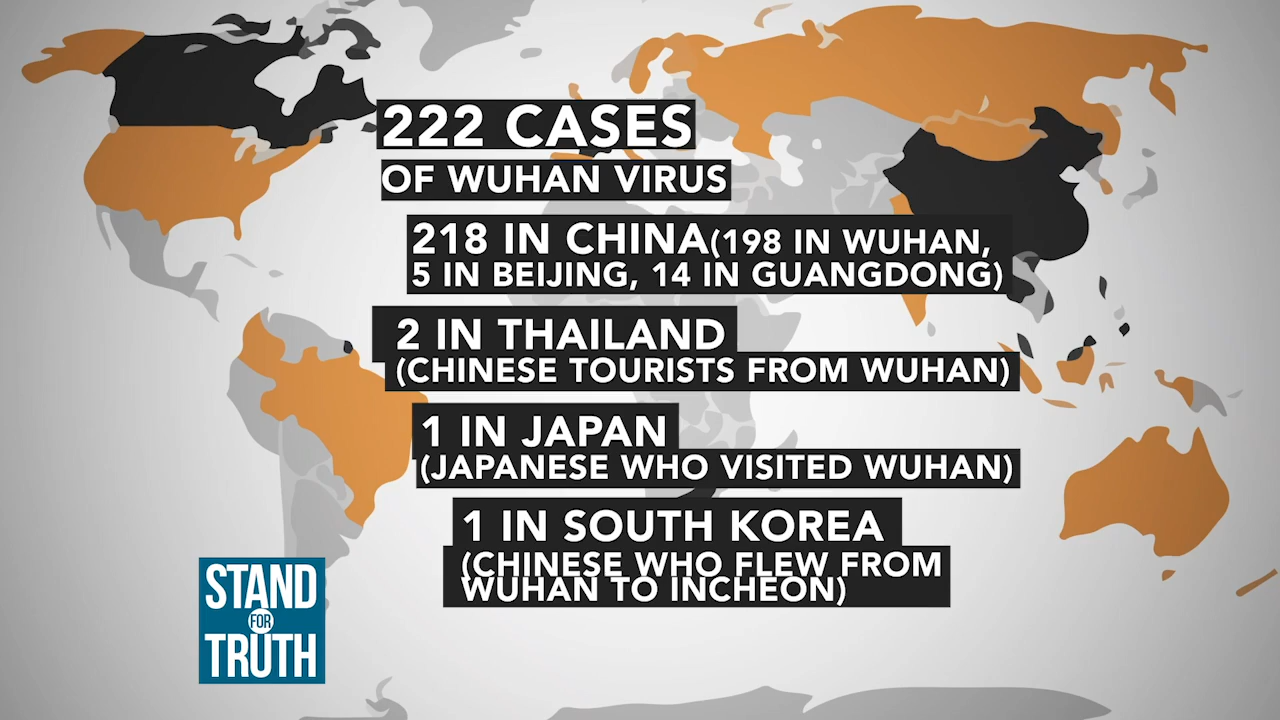 222 CASES
OF WUHAN VIRUS
218 IN CHINA(198 IN WUHAN,
5 IN BEIJING, 14 IN GUANGDONG)
2 IN THAILAND
(CHINESE TOURISTS FROM WUHAN)
1 IN JAPAN
(JAPANESE WHO VISITED WUHAN)
1 IN SOUTH KOREA
(CHINESE WHO FLEW FROM
WUHAN TO INCHEON)
STAND
FOR
TRUTH